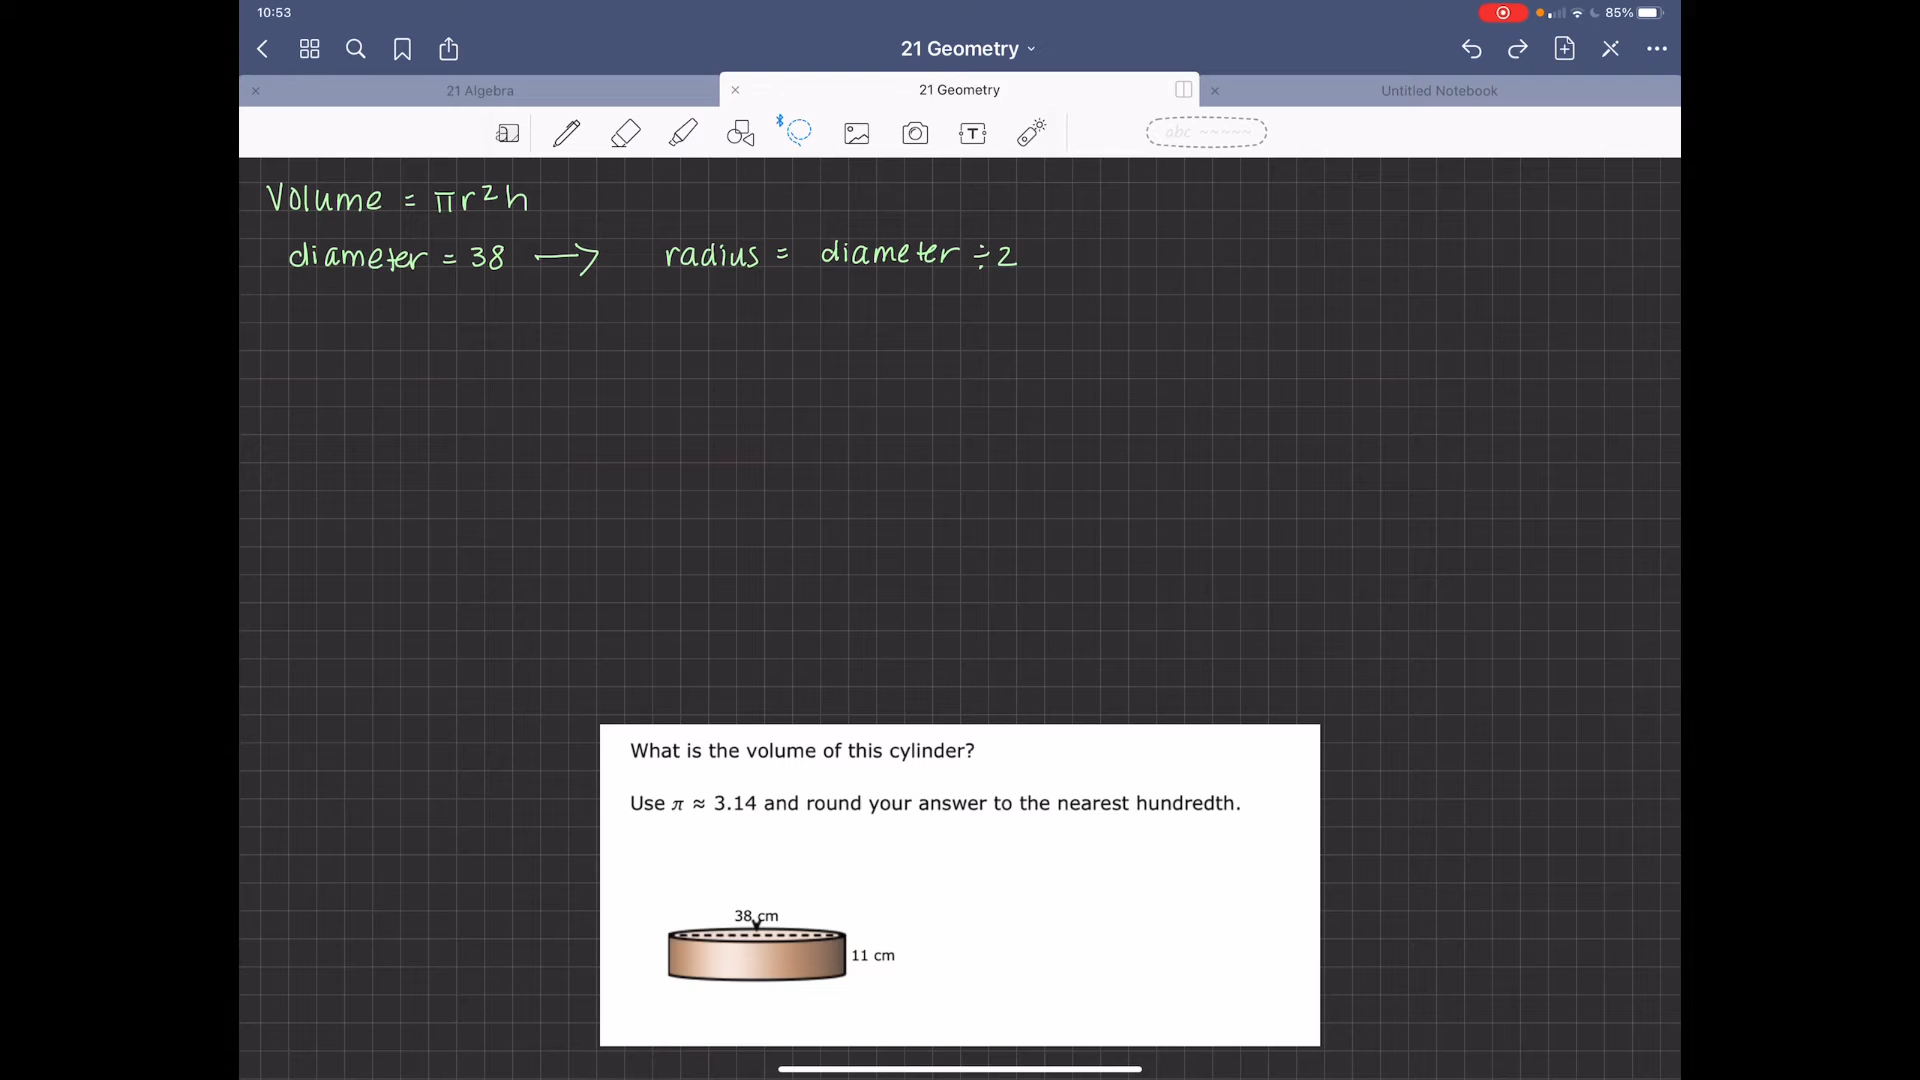 10:53
85%
21 Geometry
21 Algebra
21 Geometry
Untitled Notebook
a
T
abc ~~~~~
Volume = πr²h
diameter = 38 → radius = diameter ÷ 2
What is the volume of this cylinder?
Use π ≈ 3.14 and round your answer to the nearest hundredth.
38 cm
11 cm